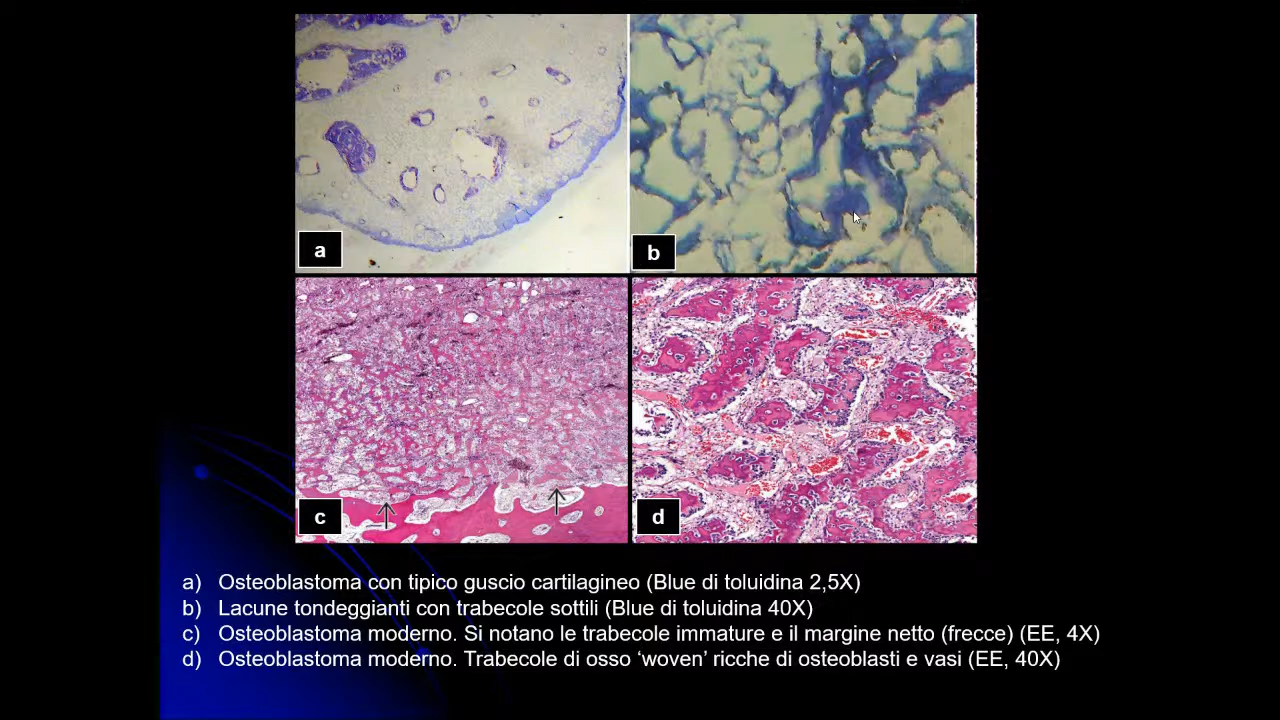 a
b
c
d
a) Osteoblastoma con tipico guscio cartilagineo (Blue di toluidina 2,5X)
b) Lacune tondeggianti con trabecole sottili (Blue di toluidina 40X)
c) Osteoblastoma moderno. Si notano le trabecole immature e il margine netto (frecce) (EE, 4X)
d) Osteoblastoma moderno. Trabecole di osso ‘woven’ ricche di osteoblasti e vasi (EE, 40X)